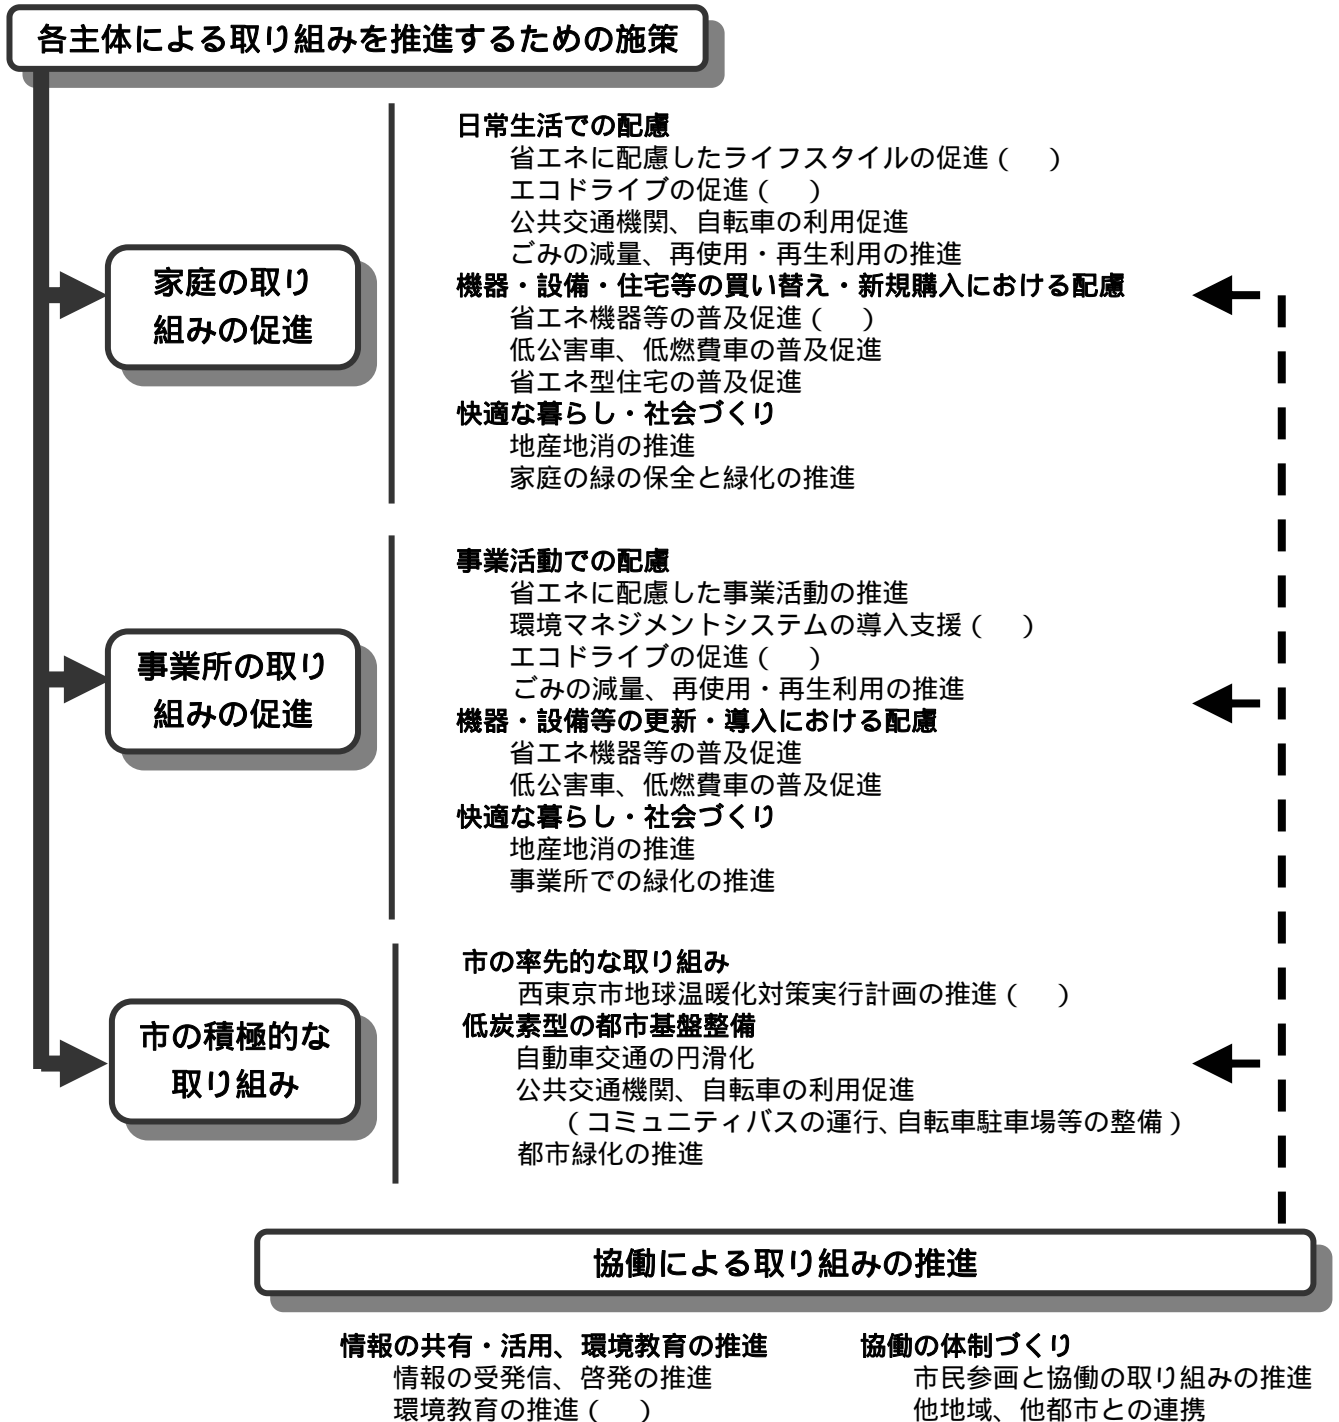 各主体による取り組みを推進するための施策
家庭の取り
組みの促進
日常生活での配慮
省エネに配慮したライフスタイルの促進(　)
エコドライブの促進(　)
公共交通機関、自転車の利用促進
ごみの減量、再使用・再生利用の推進
機器・設備・住宅等の買い替え・新規購入における配慮
省エネ機器等の普及促進(　)
低公害車、低燃費車の普及促進
省エネ型住宅の普及促進
快適な暮らし・社会づくり
地産地消の推進
家庭の緑の保全と緑化の推進
事業所の取り
組みの促進
事業活動での配慮
省エネに配慮した事業活動の推進
環境マネジメントシステムの導入支援(　)
エコドライブの促進(　)
ごみの減量、再使用・再生利用の推進
機器・設備等の更新・導入における配慮
省エネ機器等の普及促進
低公害車、低燃費車の普及促進
快適な暮らし・社会づくり
地産地消の推進
事業所での緑化の推進
市の積極的な
取り組み
市の率先的な取り組み
西東京市地球温暖化対策実行計画の推進(　)
低炭素型の都市基盤整備
自動車交通の円滑化
公共交通機関、自転車の利用促進
(コミュニティバスの運行、自転車駐車場等の整備)
都市緑化の推進
協働による取り組みの推進
情報の共有・活用、環境教育の推進
情報の受発信、啓発の推進
環境教育の推進(　)
協働の体制づくり
市民参画と協働の取り組みの推進
他地域、他都市との連携